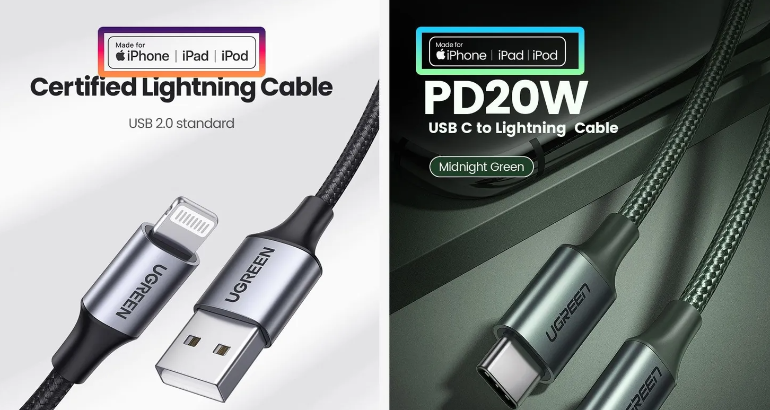 Made for
iPhone | iPad | iPod
Certified Lightning Cable
USB 2.0 standard
UGREEN
UGREEN
Made for
iPhone | iPad | iPod
PD20W
USB C to Lightning Cable
Midnight Green
UGREEN
UGREEN